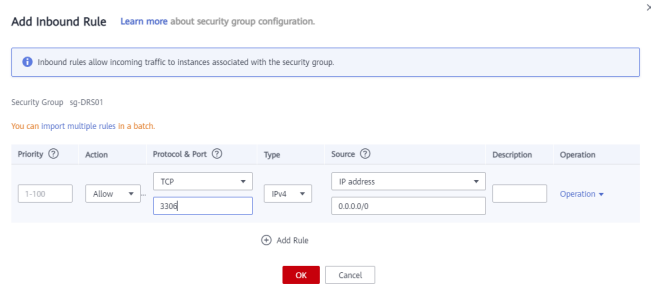 Add Inbound Rule Learn more about security group configuration.
Inbound rules allow incoming traffic to instances associated with the security group.
Security Group sg-DRS01
You can import multiple rules in a batch.
Priority Action Protocol & Port Type Source Description Operation
TCP IP address
1-100 Allow ... IPv4 Operation
3306 0.0.0.0/0
Add Rule
OK Cancel